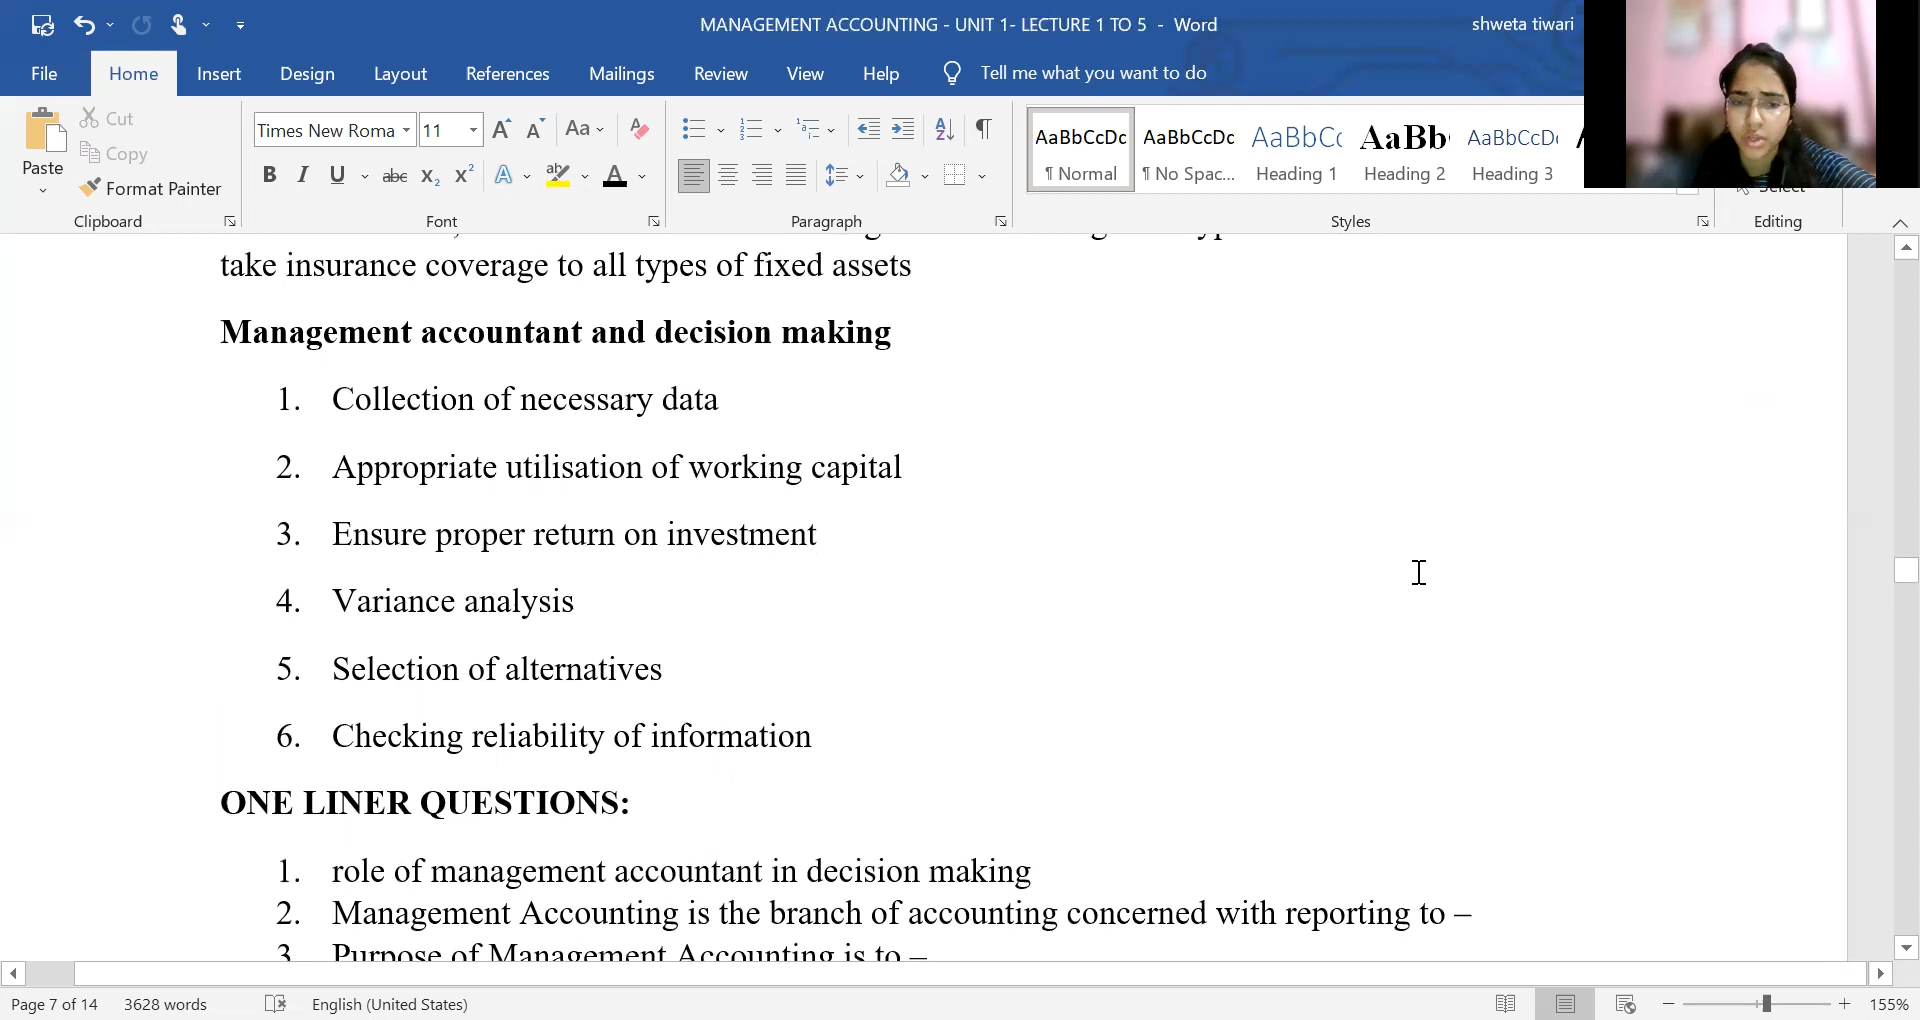 MANAGEMENT ACCOUNTING - UNIT 1- LECTURE 1 TO 5 - Word
shweta tiwari
File Home Insert Design Layout References Mailings Review View Help Tell me what you want to do
Paste
Cut
Copy
Format Painter
Clipboard
Times New Roma 11
Aa
B I U abc X₂ X² A ab A
Font
Paragraph
AaBbCcDc AaBbCcDc AaBbCc AaBb AaBbCcDc
¶ Normal ¶ No Spac... Heading 1 Heading 2 Heading 3
Styles
Select
Editing
take insurance coverage to all types of fixed assets
Management accountant and decision making
1. Collection of necessary data
2. Appropriate utilisation of working capital
3. Ensure proper return on investment
4. Variance analysis
5. Selection of alternatives
6. Checking reliability of information
ONE LINER QUESTIONS:
1. role of management accountant in decision making
2. Management Accounting is the branch of accounting concerned with reporting to –
3. Purpose of Management Accounting is to –
Page 7 of 14 3628 words English (United States) 155%